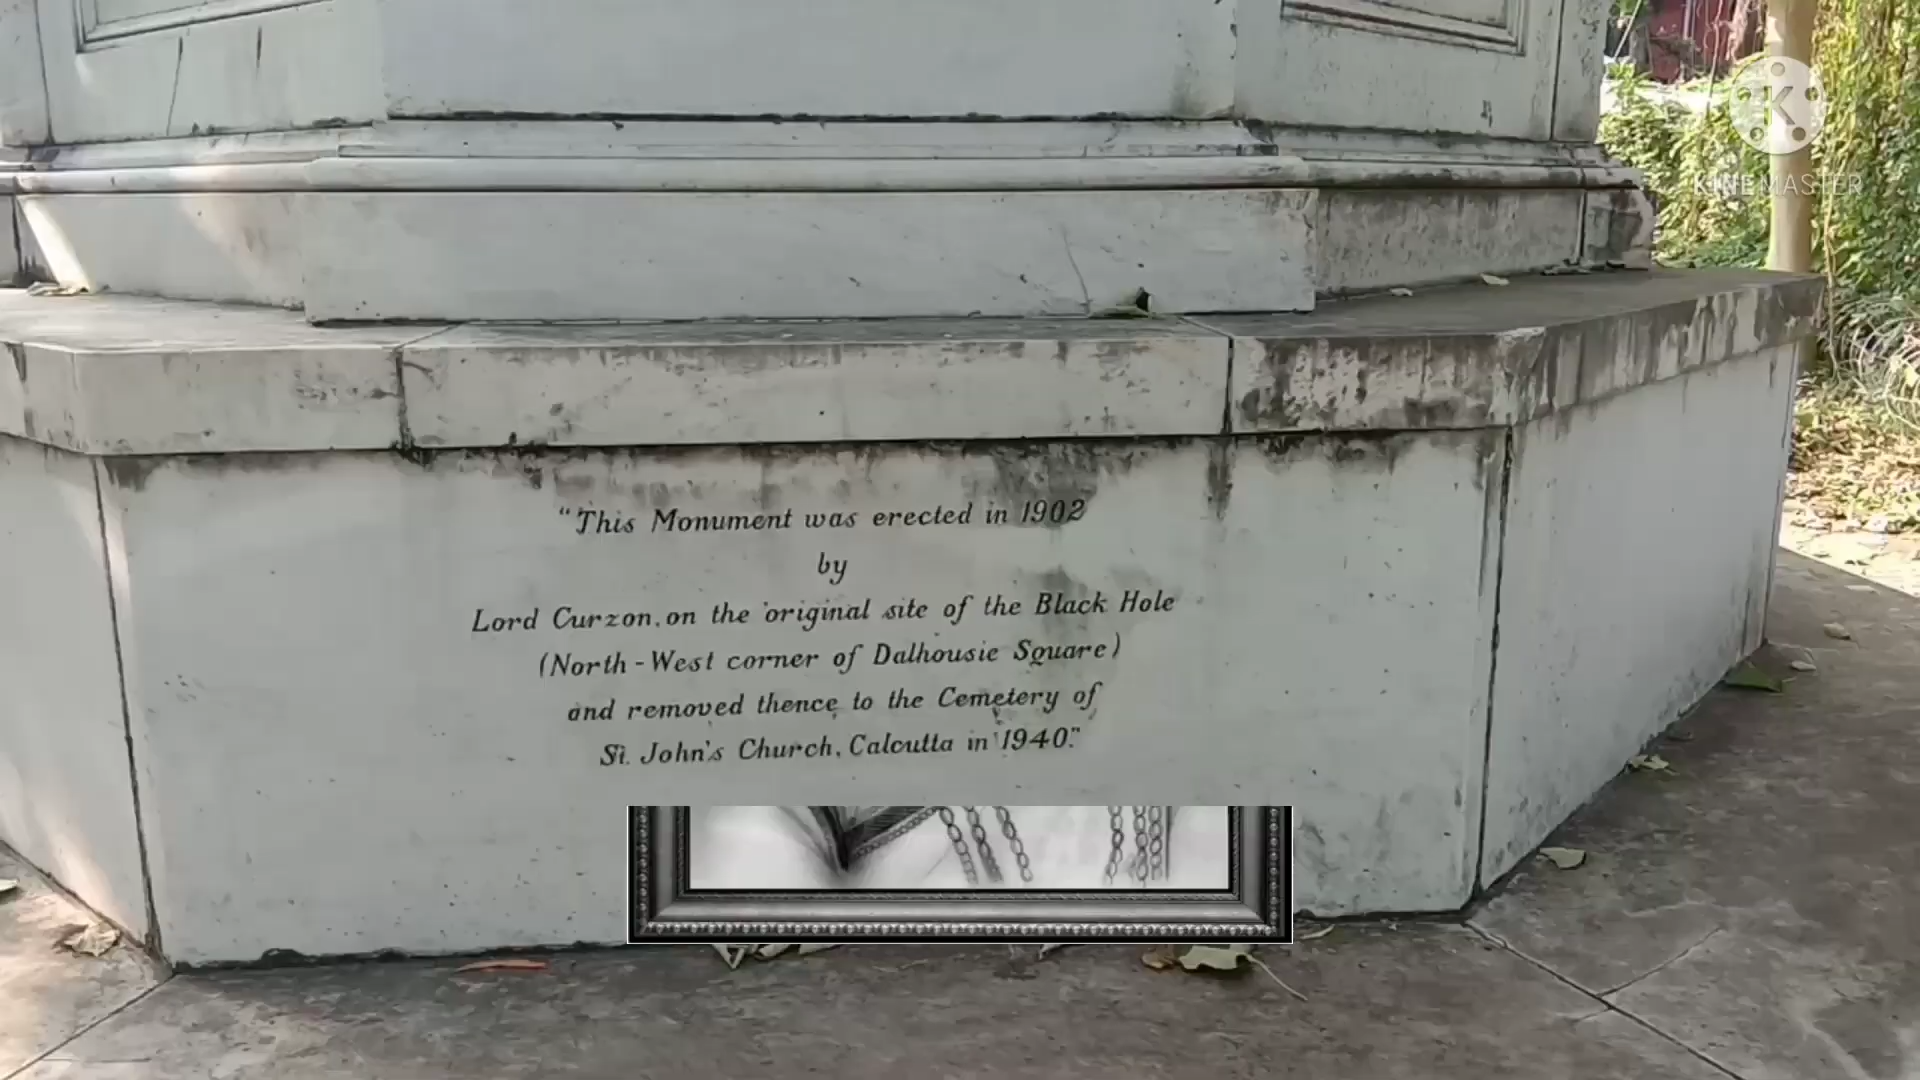 KINEMASTER
"This Monument was erected in 1902
by
Lord Curzon, on the original site of the Black Hole
(North-West corner of Dalhousie Square)
and removed thence to the Cemetery of
St. John's Church, Calcutta in 1940."